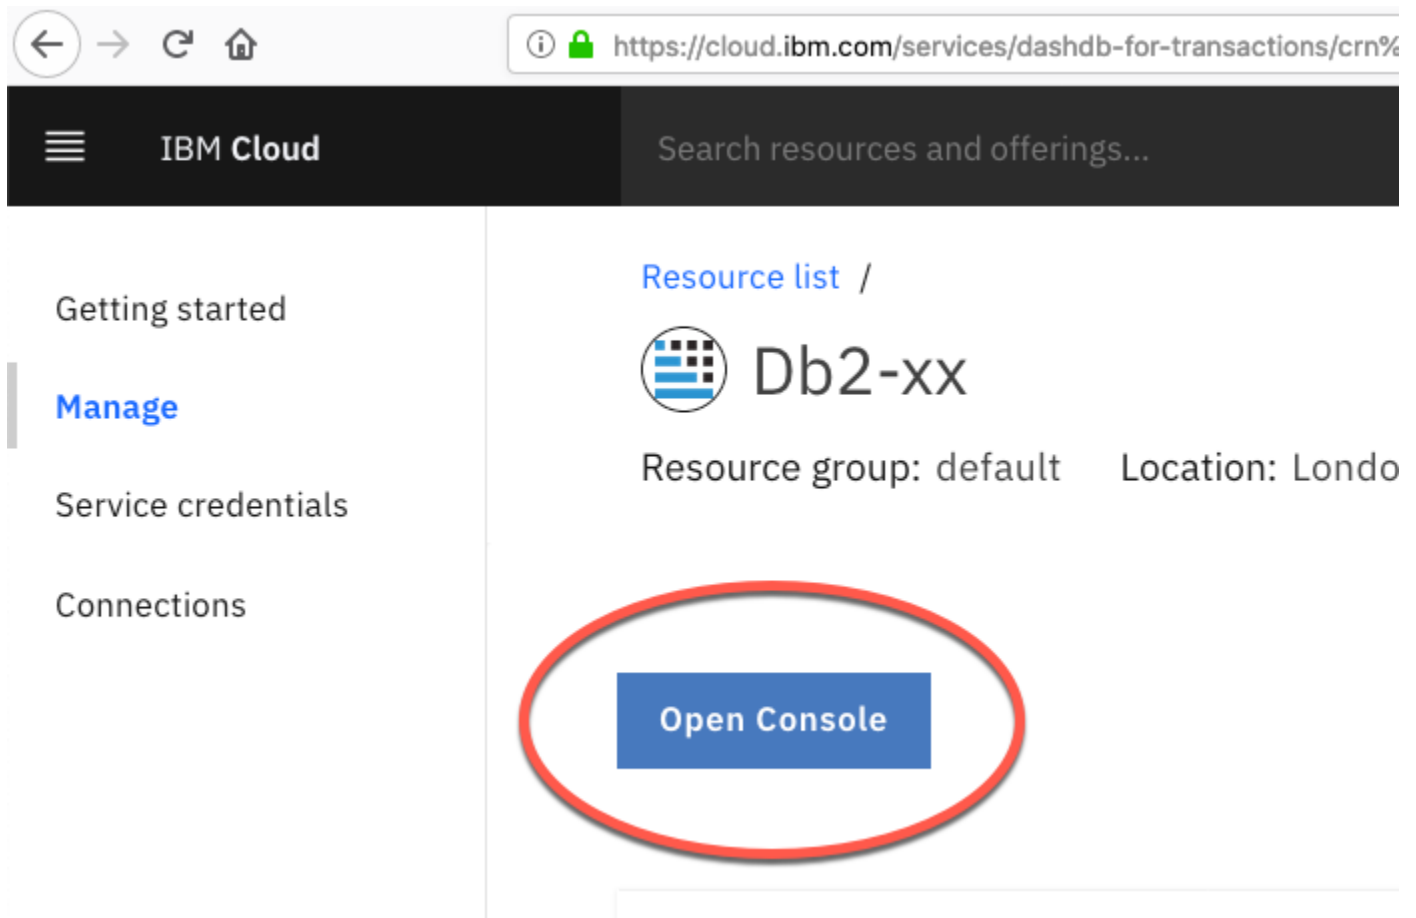 https://cloud.ibm.com/services/dashdb-for-transactions/crn%
IBM Cloud
Search resources and offerings...
Getting started
Manage
Service credentials
Connections
Resource list /
Db2-xx
Resource group: default Location: Londo
Open Console